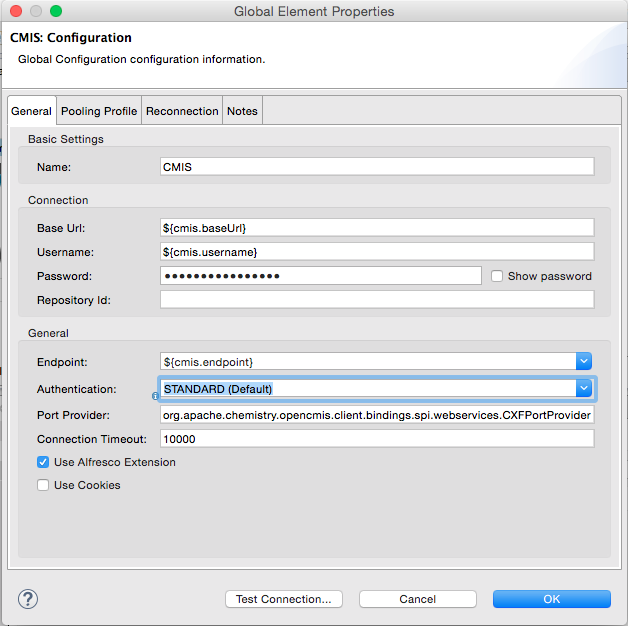 Global Element Properties
CMIS: Configuration
Global Configuration configuration information.
General Pooling Profile Reconnection Notes
Basic Settings
Name: CMIS
Connection
Base Url: ${cmis.baseUrl}
Username: ${cmis.username}
Password: ●●●●●●●●●●●●●●●● Show password
Repository Id:
General
Endpoint: ${cmis.endpoint}
Authentication: STANDARD (Default)
Port Provider: org.apache.chemistry.opencmis.client.bindings.spi.webservices.CXFPortProvider
Connection Timeout: 10000
Use Alfresco Extension
Use Cookies
? Test Connection... Cancel OK